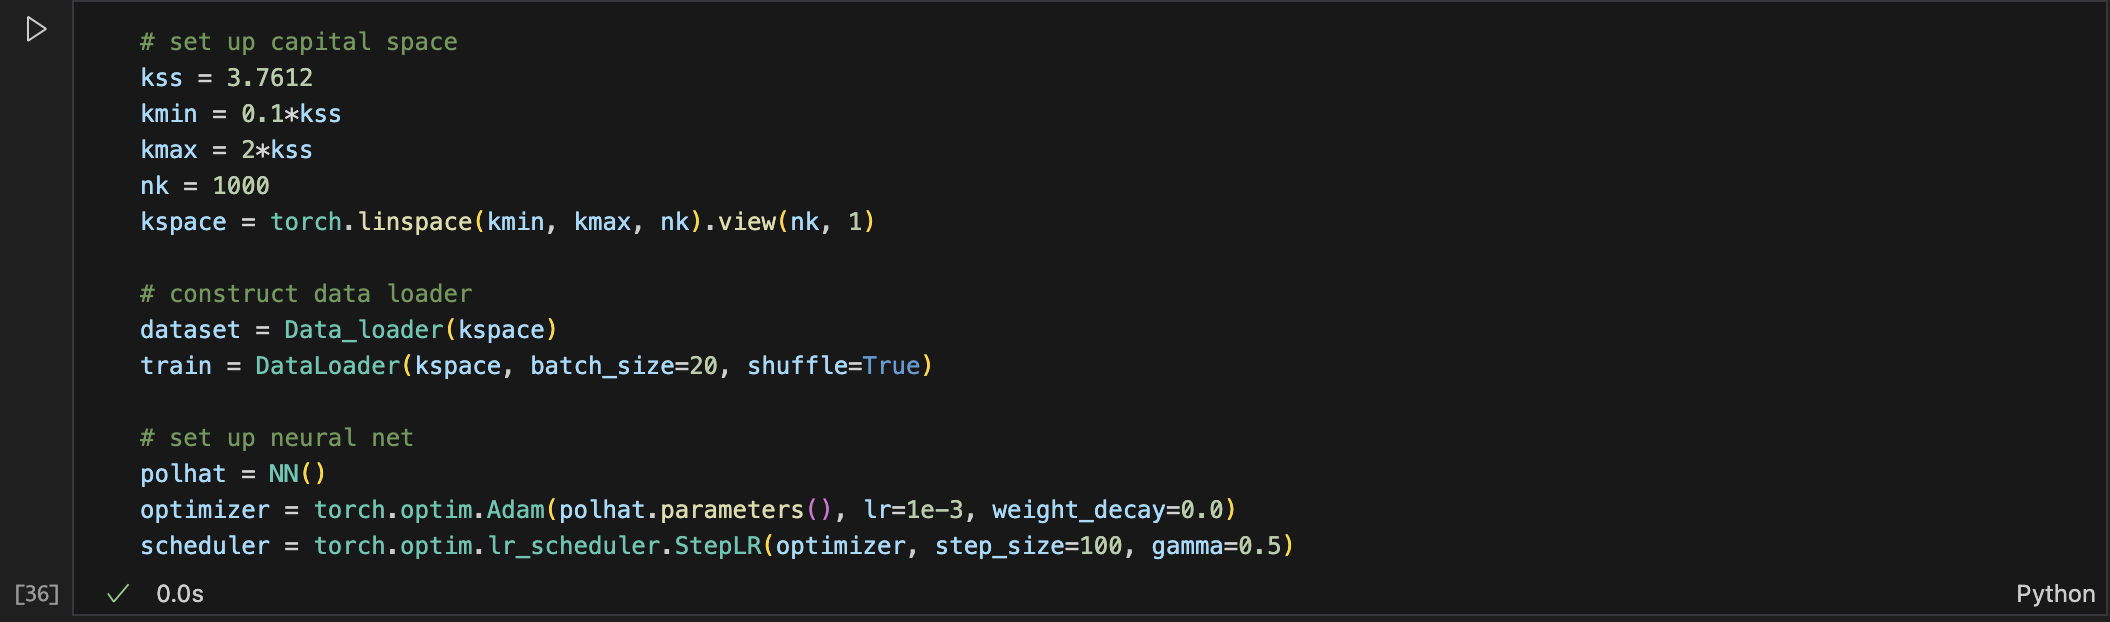 # set up capital space
kss = 3.7612
kmin = 0.1*kss
kmax = 2*kss
nk = 1000
kspace = torch.linspace(kmin, kmax, nk).view(nk, 1)
# construct data loader
dataset = Data_loader(kspace)
train = DataLoader(kspace, batch_size=20, shuffle=True)
# set up neural net
polhat = NN()
optimizer = torch.optim.Adam(polhat.parameters(), lr=1e-3, weight_decay=0.0)
scheduler = torch.optim.lr_scheduler.StepLR(optimizer, step_size=100, gamma=0.5)
[36] ✓ 0.0s Python